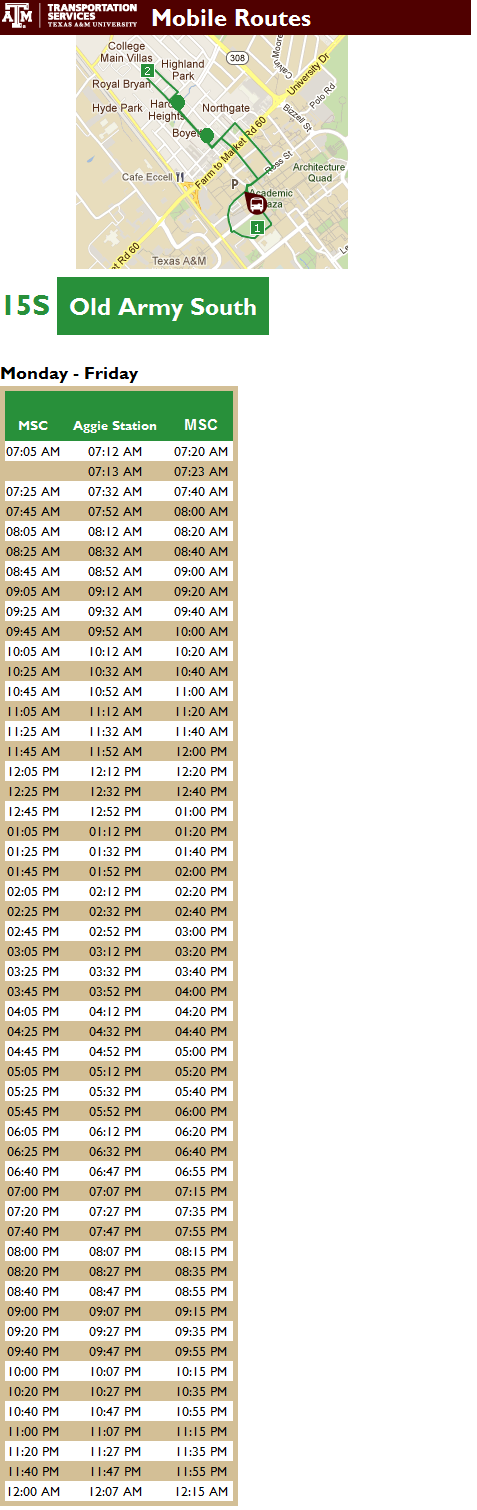 TRANSPORTATION
SERVICES
TEXAS A&M UNIVERSITY
Mobile Routes
College
Main Villas
Highland
Park
308
University Dr
Royal Bryan
Polo Rd
Hyde Park
Northgate
Heights
Bizzell St
Boyett
Farm to Market Rd 60
Ross St
Architecture
Quad
Cafe Eccell
P
Academic
Plaza
2
1
Texas A&M
15S Old Army South
Monday - Friday
MSC Aggie Station MSC
07:05 AM 07:12 AM 07:20 AM
07:13 AM 07:23 AM
07:25 AM 07:32 AM 07:40 AM
07:45 AM 07:52 AM 08:00 AM
08:05 AM 08:12 AM 08:20 AM
08:25 AM 08:32 AM 08:40 AM
08:45 AM 08:52 AM 09:00 AM
09:05 AM 09:12 AM 09:20 AM
09:25 AM 09:32 AM 09:40 AM
09:45 AM 09:52 AM 10:00 AM
10:05 AM 10:12 AM 10:20 AM
10:25 AM 10:32 AM 10:40 AM
10:45 AM 10:52 AM 11:00 AM
11:05 AM 11:12 AM 11:20 AM
11:25 AM 11:32 AM 11:40 AM
11:45 AM 11:52 AM 12:00 PM
12:05 PM 12:12 PM 12:20 PM
12:25 PM 12:32 PM 12:40 PM
12:45 PM 12:52 PM 01:00 PM
01:05 PM 01:12 PM 01:20 PM
01:25 PM 01:32 PM 01:40 PM
01:45 PM 01:52 PM 02:00 PM
02:05 PM 02:12 PM 02:20 PM
02:25 PM 02:32 PM 02:40 PM
02:45 PM 02:52 PM 03:00 PM
03:05 PM 03:12 PM 03:20 PM
03:25 PM 03:32 PM 03:40 PM
03:45 PM 03:52 PM 04:00 PM
04:05 PM 04:12 PM 04:20 PM
04:25 PM 04:32 PM 04:40 PM
04:45 PM 04:52 PM 05:00 PM
05:05 PM 05:12 PM 05:20 PM
05:25 PM 05:32 PM 05:40 PM
05:45 PM 05:52 PM 06:00 PM
06:05 PM 06:12 PM 06:20 PM
06:25 PM 06:32 PM 06:40 PM
06:40 PM 06:47 PM 06:55 PM
07:00 PM 07:07 PM 07:15 PM
07:20 PM 07:27 PM 07:35 PM
07:40 PM 07:47 PM 07:55 PM
08:00 PM 08:07 PM 08:15 PM
08:20 PM 08:27 PM 08:35 PM
08:40 PM 08:47 PM 08:55 PM
09:00 PM 09:07 PM 09:15 PM
09:20 PM 09:27 PM 09:35 PM
09:40 PM 09:47 PM 09:55 PM
10:00 PM 10:07 PM 10:15 PM
10:20 PM 10:27 PM 10:35 PM
10:40 PM 10:47 PM 10:55 PM
11:00 PM 11:07 PM 11:15 PM
11:20 PM 11:27 PM 11:35 PM
11:40 PM 11:47 PM 11:55 PM
12:00 AM 12:07 AM 12:15 AM